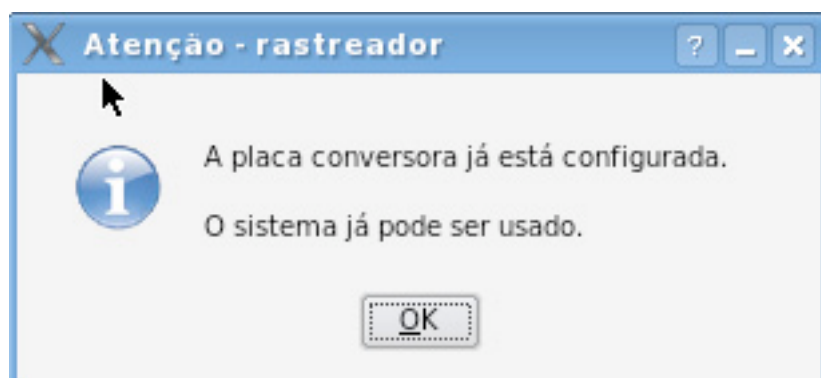 Atenção - rastreador
A placa conversora já está configurada.
O sistema já pode ser usado.
OK